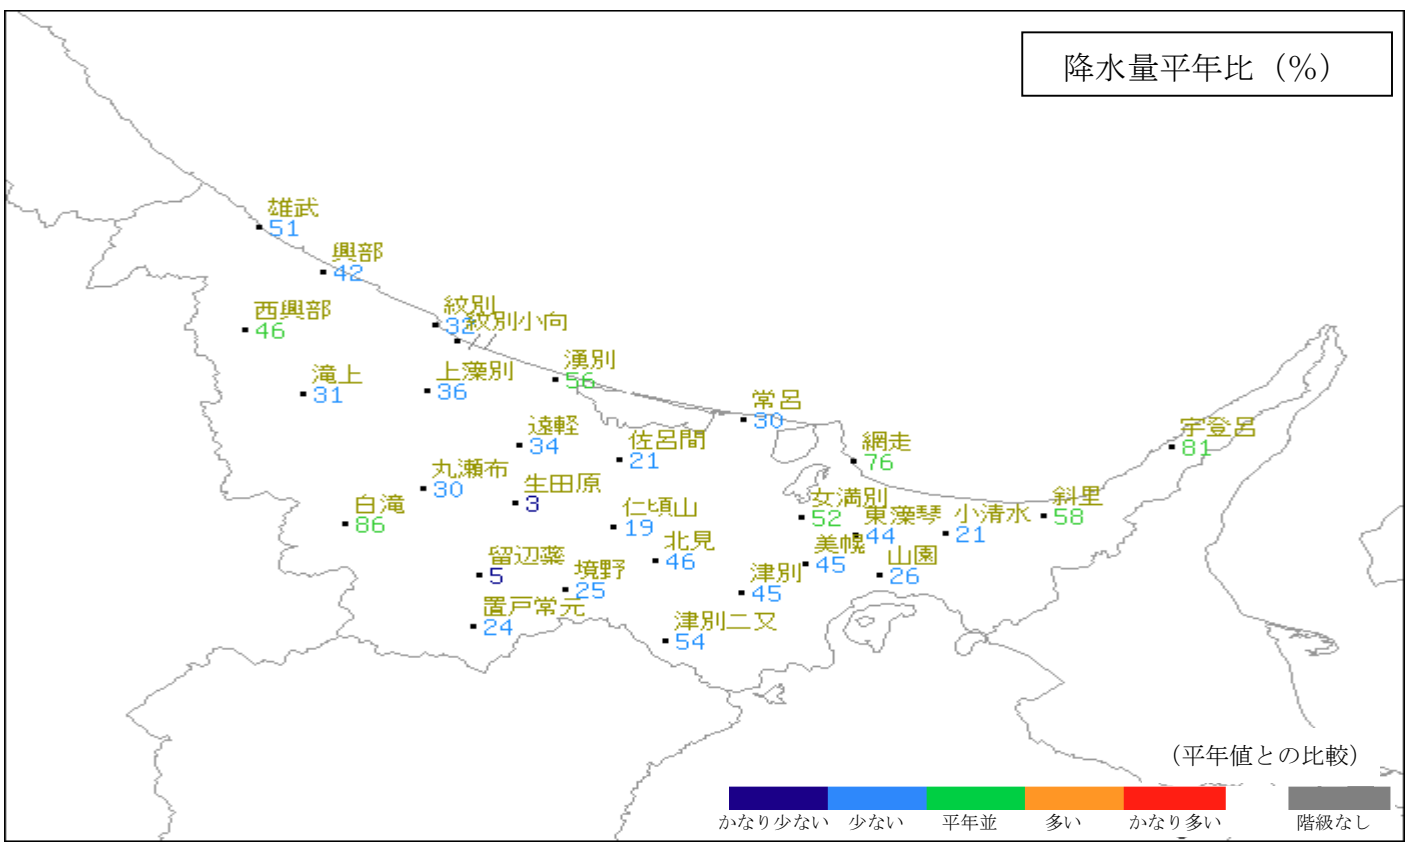 降水量平年比（％）
雄武
51
興部
42
西興部
46
紋別
32
紋別小向
滝上
31
上藻別
36
湧別
56
常呂
30
遠軽
34
佐呂間
21
網走
76
宇登呂
81
丸瀬布
30
生田原
3
白滝
86
仁頃山
19
女満別
52
東藻琴
44
小清水
21
斜里
58
北見
46
美幌
45
山園
26
留辺蘂
5
境野
25
津別
45
置戸常元
24
津別二又
54
（平年値との比較）
かなり少ない 少ない 平年並 多い かなり多い 階級なし